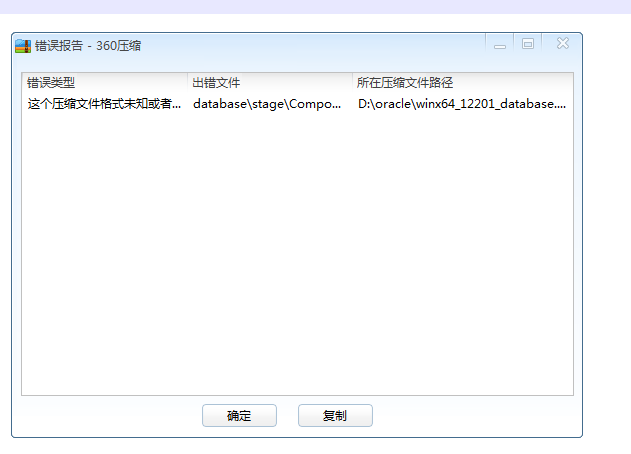 错误报告 - 360压缩
错误类型 出错文件 所在压缩文件路径
这个压缩文件格式未知或者... database\stage\Compo... D:\oracle\winx64_12201_database....
确定 复制